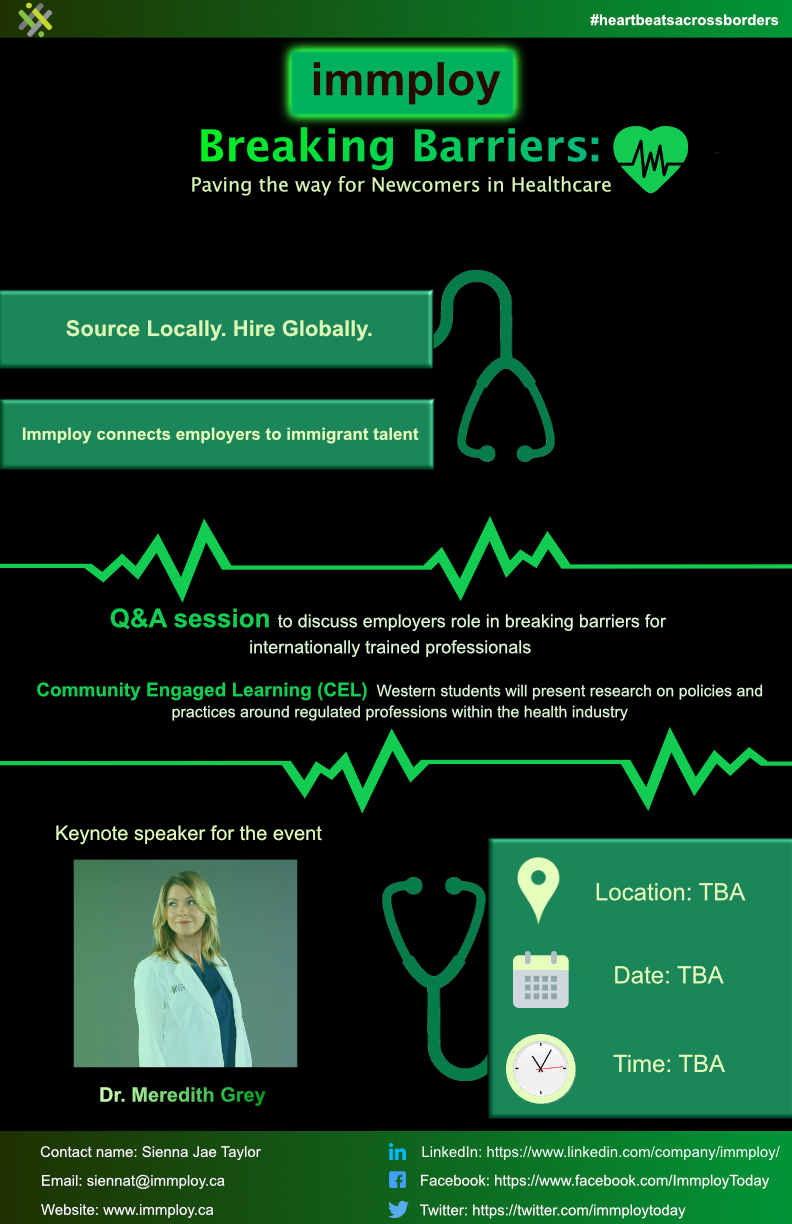 #heartbeatsacrossborders
immploy
Breaking Barriers:
Paving the way for Newcomers in Healthcare
Source Locally. Hire Globally.
Immploy connects employers to immigrant talent
Q&A session to discuss employers role in breaking barriers for
internationally trained professionals
Community Engaged Learning (CEL) Western students will present research on policies and
practices around regulated professions within the health industry
Keynote speaker for the event
Dr. Meredith Grey
Location: TBA
Date: TBA
Time: TBA
Contact name: Sienna Jae Taylor
Email: siennat@immploy.ca
Website: www.immploy.ca
LinkedIn: https://www.linkedin.com/company/immploy/
Facebook: https://www.facebook.com/ImmployToday
Twitter: https://twitter.com/immploytoday